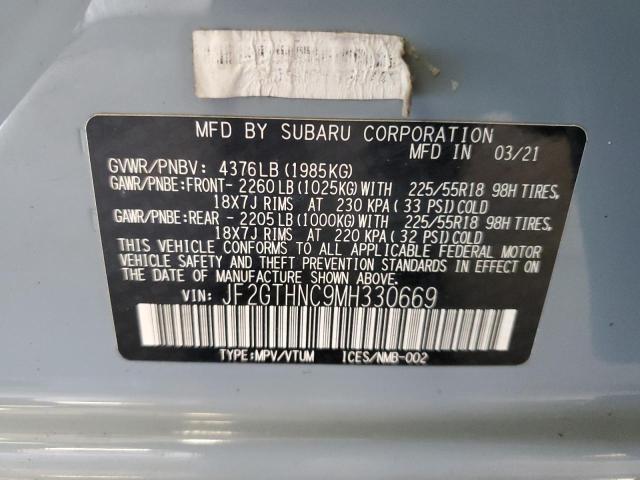 MFD BY SUBARU CORPORATION
MFD IN 03/21
GVWR/PNBV: 4376LB (1985KG)
GAWR/PNBE:FRONT- 2260LB (1025KG) WITH 225/55R18 98H TIRES,
18X7J RIMS AT 230 KPA (33 PSI) COLD
GAWR/PNBE:REAR - 2205LB (1000KG) WITH 225/55R18 98H TIRES,
18X7J RIMS AT 220 KPA (32 PSI) COLD
THIS VEHICLE CONFORMS TO ALL APPLICABLE FEDERAL MOTOR
VEHICLE SAFETY AND THEFT PREVENTION STANDARDS IN EFFECT ON
THE DATE OF MANUFACTURE SHOWN ABOVE.
VIN: JF2GTHNC9MH330669
TYPE:MPV/VTUM ICES/NMB-002